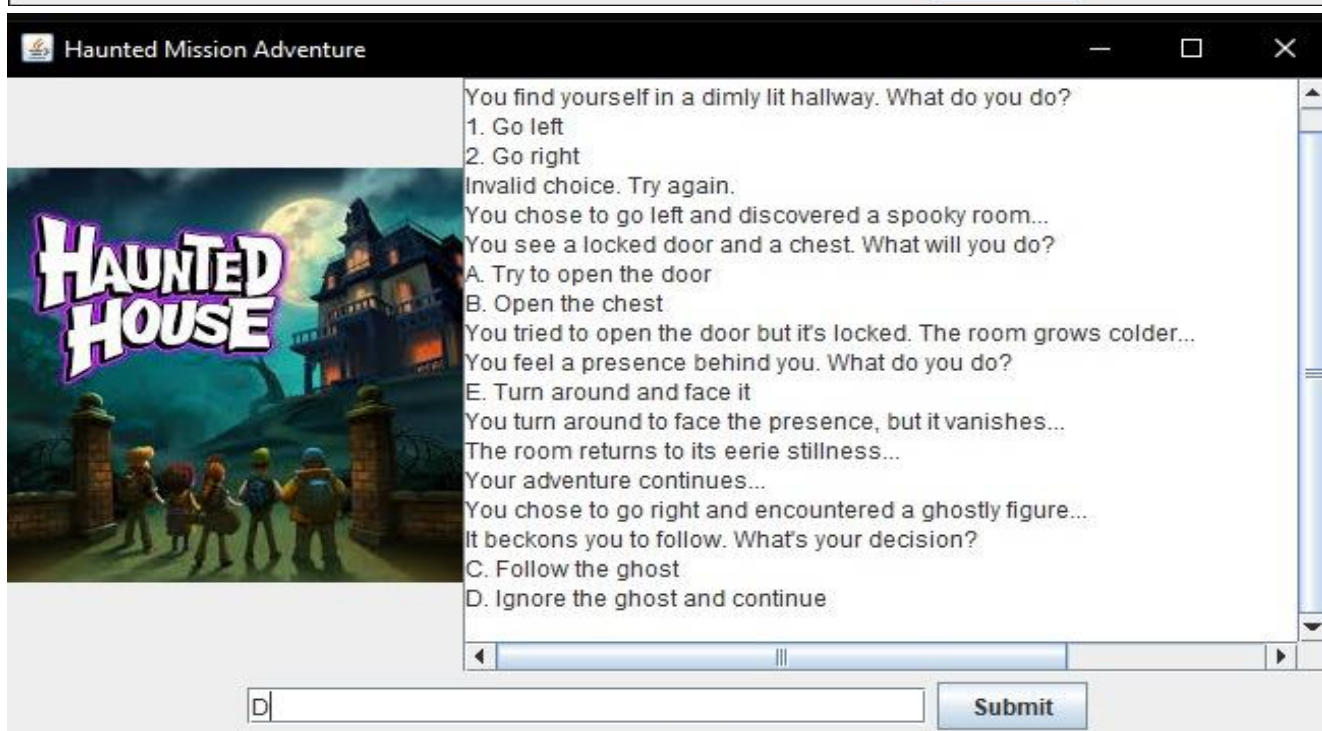 Haunted Mission Adventure
HAUNTED
HOUSE
You find yourself in a dimly lit hallway. What do you do?
1. Go left
2. Go right
Invalid choice. Try again.
You chose to go left and discovered a spooky room...
You see a locked door and a chest. What will you do?
A. Try to open the door
B. Open the chest
You tried to open the door but it's locked. The room grows colder...
You feel a presence behind you. What do you do?
E. Turn around and face it
You turn around to face the presence, but it vanishes...
The room returns to its eerie stillness...
Your adventure continues...
You chose to go right and encountered a ghostly figure...
It beckons you to follow. What's your decision?
C. Follow the ghost
D. Ignore the ghost and continue
D
Submit